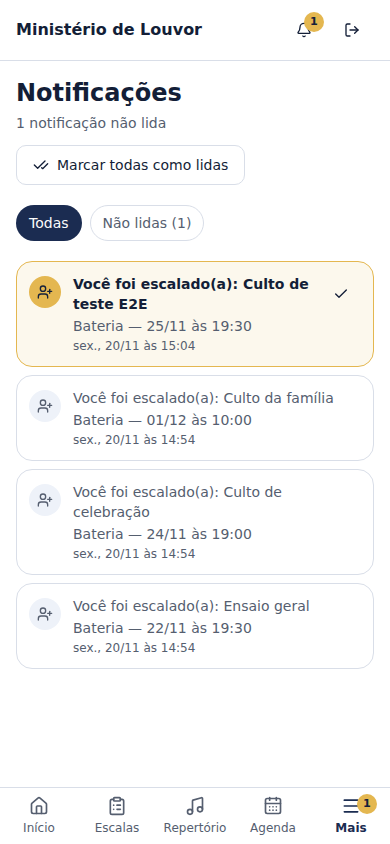 Ministério de Louvor
1
Notificações
1 notificação não lida
Marcar todas como lidas
Todas
Não lidas (1)
Você foi escalado(a): Culto de
teste E2E
Bateria — 25/11 às 19:30
sex., 20/11 às 15:04
Você foi escalado(a): Culto da família
Bateria — 01/12 às 10:00
sex., 20/11 às 14:54
Você foi escalado(a): Culto de
celebração
Bateria — 24/11 às 19:00
sex., 20/11 às 14:54
Você foi escalado(a): Ensaio geral
Bateria — 22/11 às 19:30
sex., 20/11 às 14:54
1
Início
Escalas
Repertório
Agenda
Mais